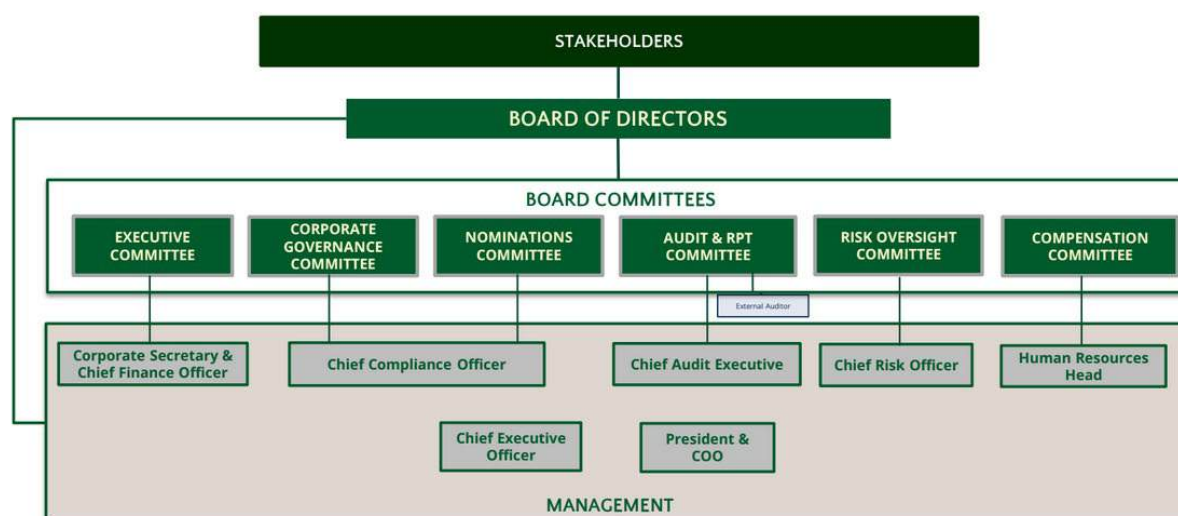 STAKEHOLDERS
BOARD OF DIRECTORS
BOARD COMMITTEES
EXECUTIVE
COMMITTEE
CORPORATE
GOVERNANCE
COMMITTEE
NOMINATIONS
COMMITTEE
AUDIT & RPT
COMMITTEE
RISK OVERSIGHT
COMMITTEE
COMPENSATION
COMMITTEE
External Auditor
Corporate Secretary &
Chief Finance Officer
Chief Compliance Officer
Chief Audit Executive
Chief Risk Officer
Human Resources
Head
Chief Executive
Officer
President &
COO
MANAGEMENT